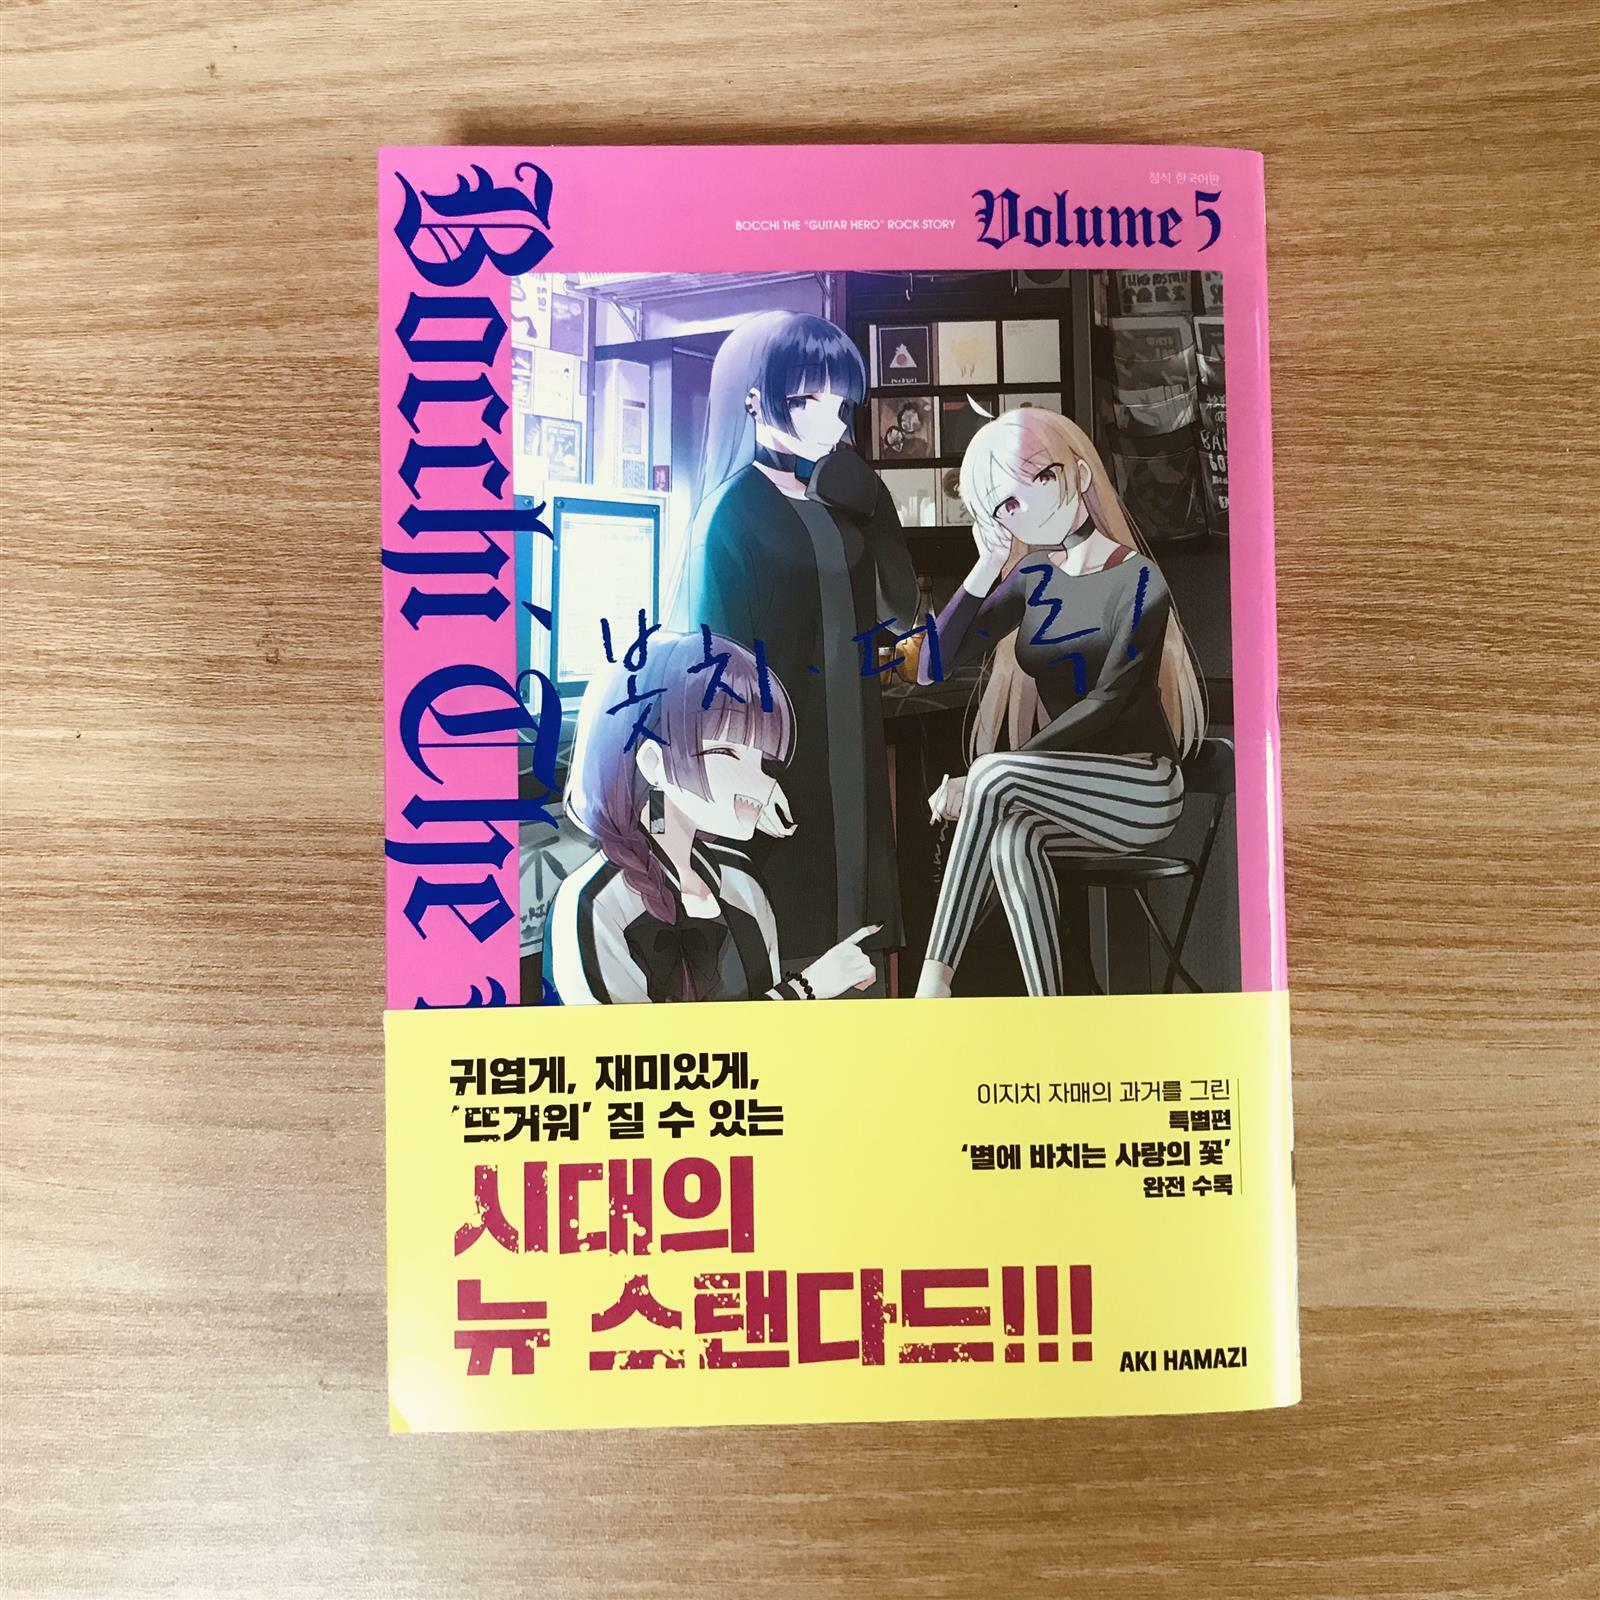 정식 한국어판
BOCCHI THE "GUITAR HERO" ROCK STORY
Volume 5
Bocchi The
봇치·더·록!
귀엽게, 재미있게,
'뜨거워' 질 수 있는
시대의
뉴 스탠다드!!!
이지치 자매의 과거를 그린
특별편
'별에 바치는 사랑의 꽃'
완전 수록
AKI HAMAZI